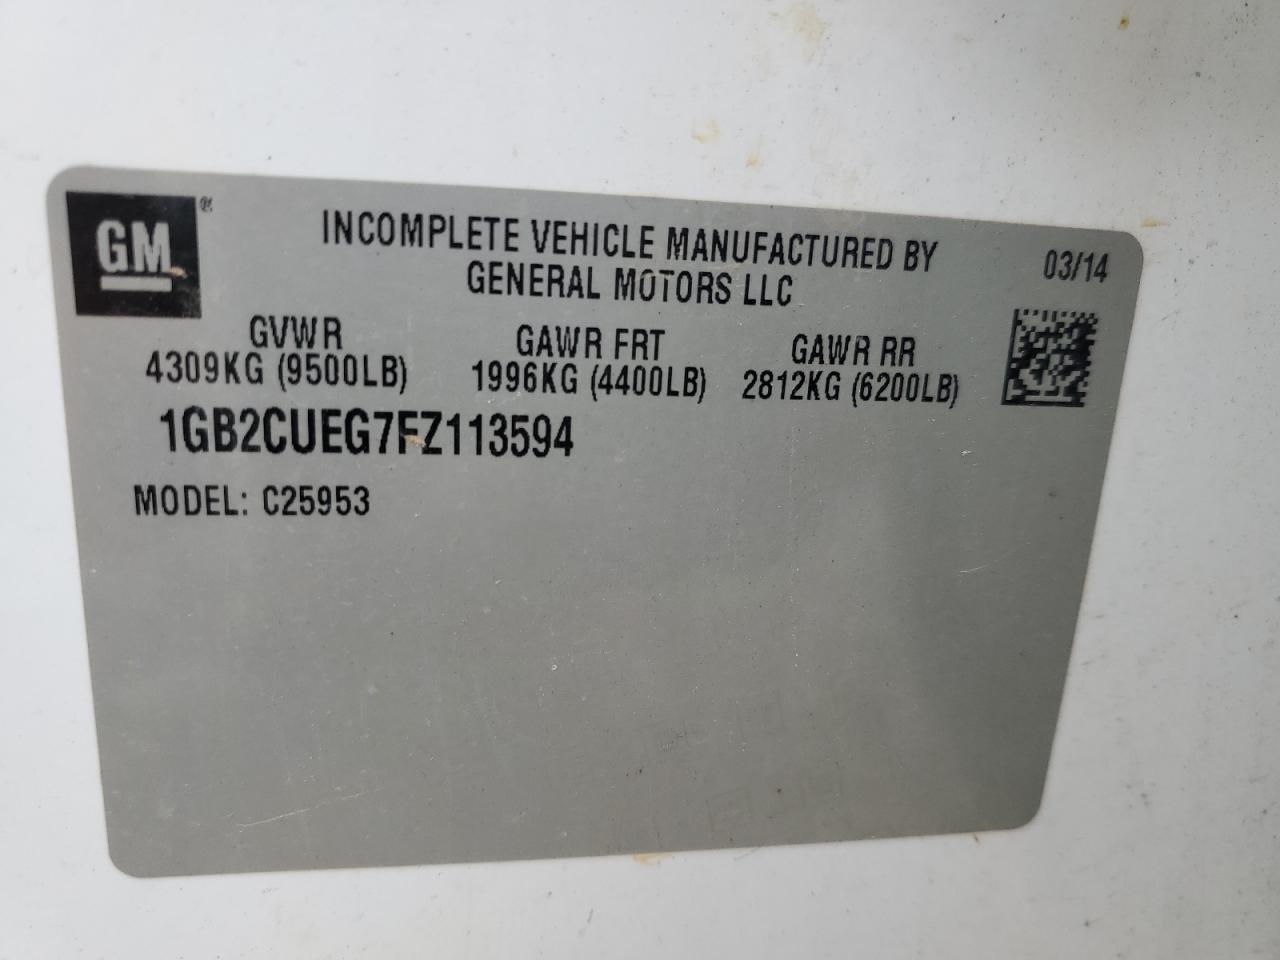 GM®
INCOMPLETE VEHICLE MANUFACTURED BY
GENERAL MOTORS LLC
03/14
GVWR GAWR FRT GAWR RR
4309KG (9500LB) 1996KG (4400LB) 2812KG (6200LB)
1GB2CUEG7FZ113594
MODEL: C25953